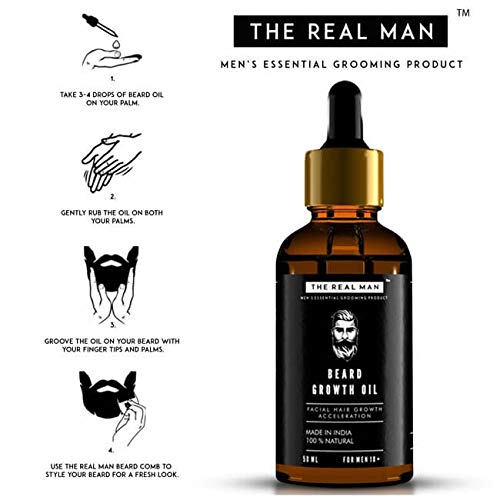 THE REAL MAN ™
MEN'S ESSENTIAL GROOMING PRODUCT
1.
TAKE 3-4 DROPS OF BEARD OIL
ON YOUR PALM.
2.
GENTLY RUB THE OIL ON BOTH
YOUR PALMS.
3.
GROOVE THE OIL ON YOUR BEARD WITH
YOUR FINGER TIPS AND PALMS.
4.
USE THE REAL MAN BEARD COMB TO
STYLE YOUR BEARD FOR A FRESH LOOK.
THE REAL MAN ™
MEN'S ESSENTIAL GROOMING PRODUCT
BEARD
GROWTH OIL
FACIAL HAIR GROWTH
ACCELERATION
MADE IN INDIA
100% NATURAL
50 ML FOR MEN 18+